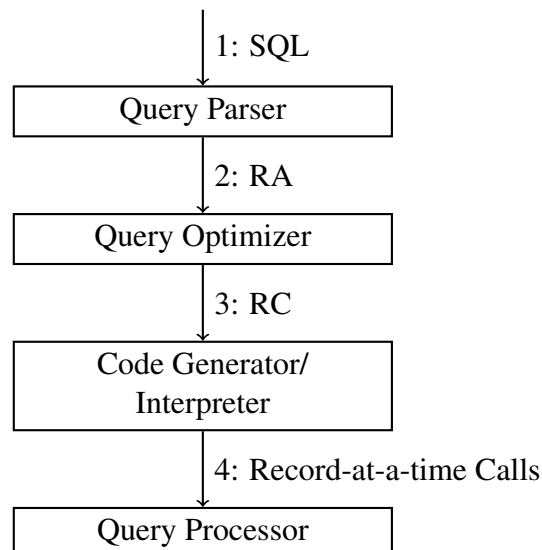 1: SQL
Query Parser
2: RA
Query Optimizer
3: RC
Code Generator/
Interpreter
4: Record-at-a-time Calls
Query Processor